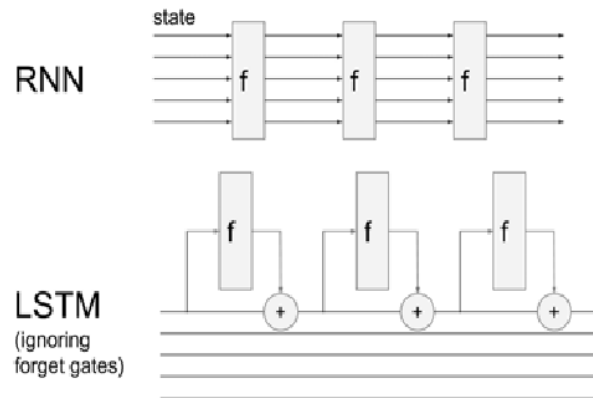 state
RNN
f
f
f
f
f
f
LSTM
+
+
+
(ignoring
forget gates)